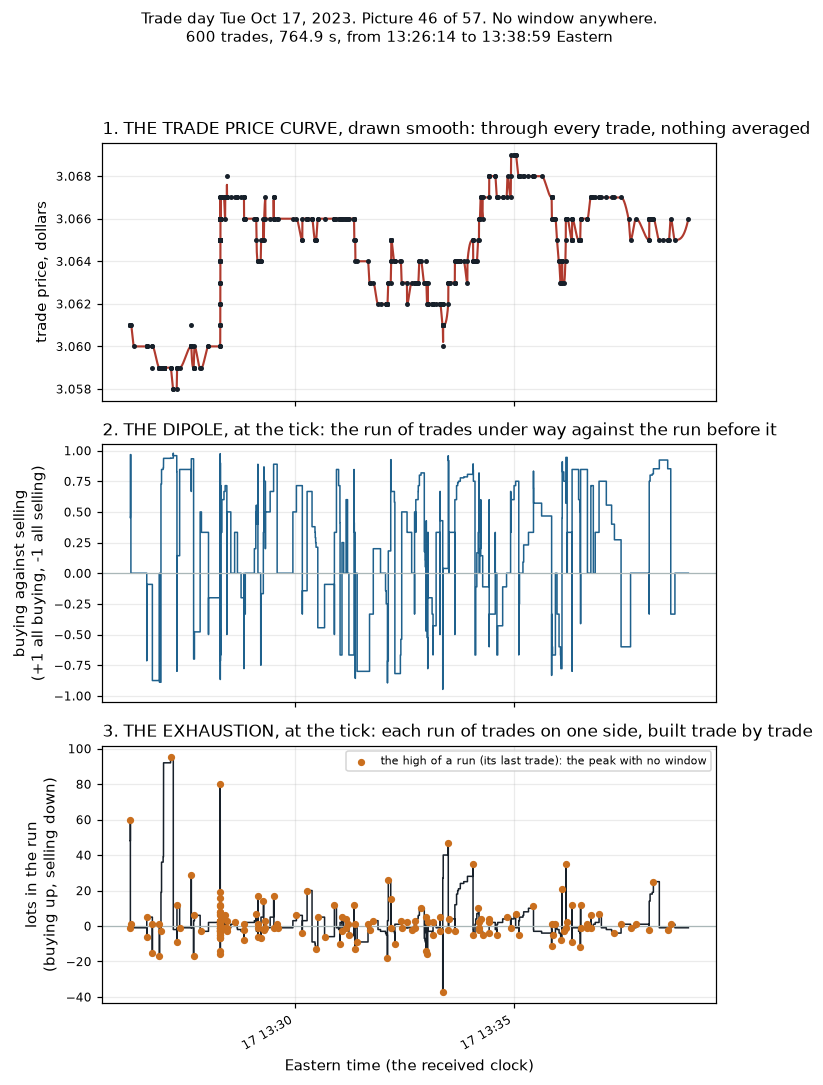 Trade day Tue Oct 17, 2023. Picture 46 of 57. No window anywhere.
600 trades, 764.9 s, from 13:26:14 to 13:38:59 Eastern
1. THE TRADE PRICE CURVE, drawn smooth: through every trade, nothing averaged
trade price, dollars
3.068
3.066
3.064
3.062
3.060
3.058
2. THE DIPOLE, at the tick: the run of trades under way against the run before it
buying against selling
(+1 all buying, -1 all selling)
1.00
0.75
0.50
0.25
0.00
−0.25
−0.50
−0.75
−1.00
3. THE EXHAUSTION, at the tick: each run of trades on one side, built trade by trade
lots in the run
(buying up, selling down)
100
80
60
40
20
0
−20
−40
the high of a run (its last trade): the peak with no window
17 13:30
17 13:35
Eastern time (the received clock)